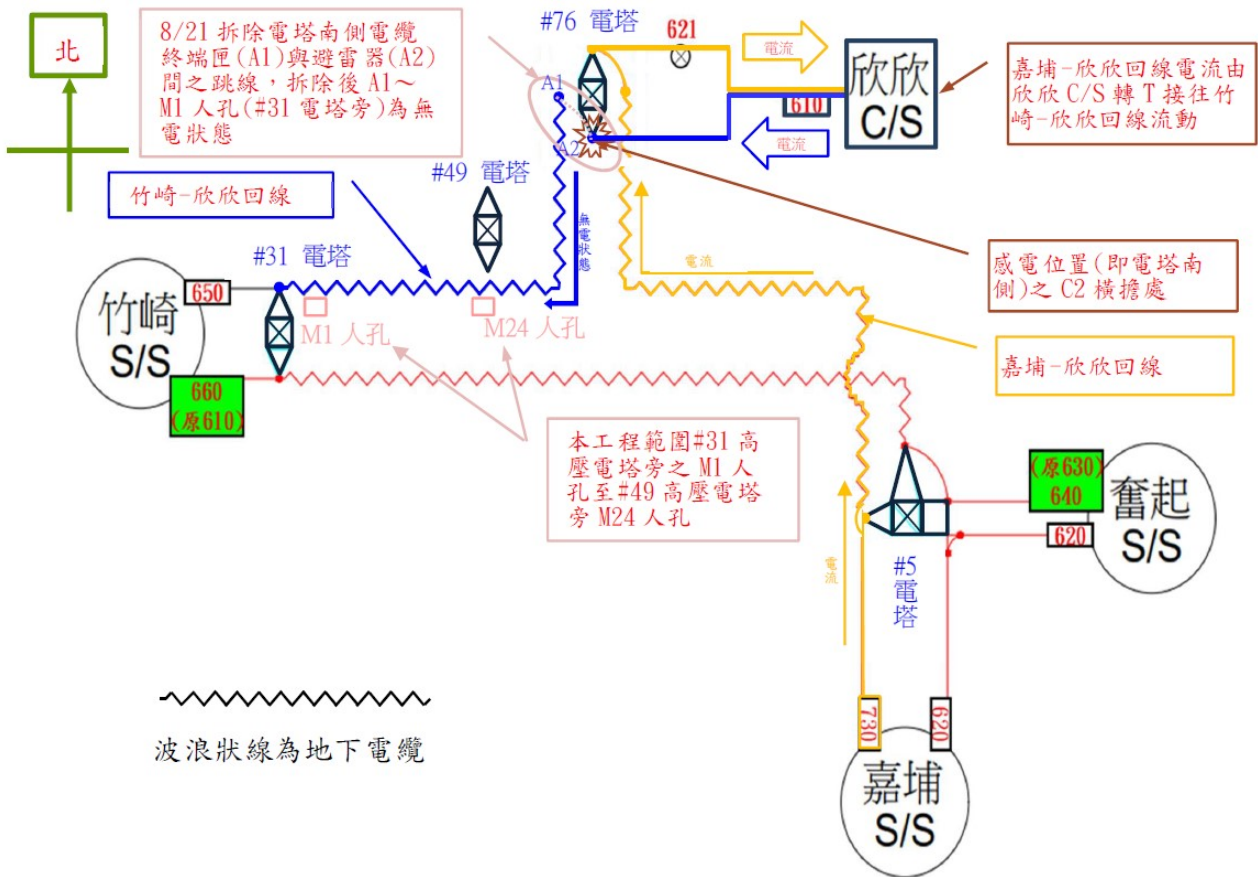 北
8/21 拆除電塔南側電纜
終端匣(A1)與避雷器(A2)
間之跳線，拆除後 A1～
M1 人孔(#31 電塔旁)為無
電狀態
#76 電塔
621
電流
欣欣
C/S
610
電流
嘉埔-欣欣回線電流由
欣欣 C/S 轉 T 接往竹
崎-欣欣回線流動
A1
A2
#49 電塔
竹崎-欣欣回線
無電狀態
電流
感電位置(即電塔南
側)之 C2 橫擔處
#31 電塔
650
竹崎
S/S
M1 人孔
M24 人孔
嘉埔-欣欣回線
660
(原610)
本工程範圍#31 高
壓電塔旁之 M1 人
孔至#49 高壓電塔
旁 M24 人孔
(原630)
640
奮起
S/S
620
電流
#5
電塔
730
620
嘉埔
S/S
波浪狀線為地下電纜